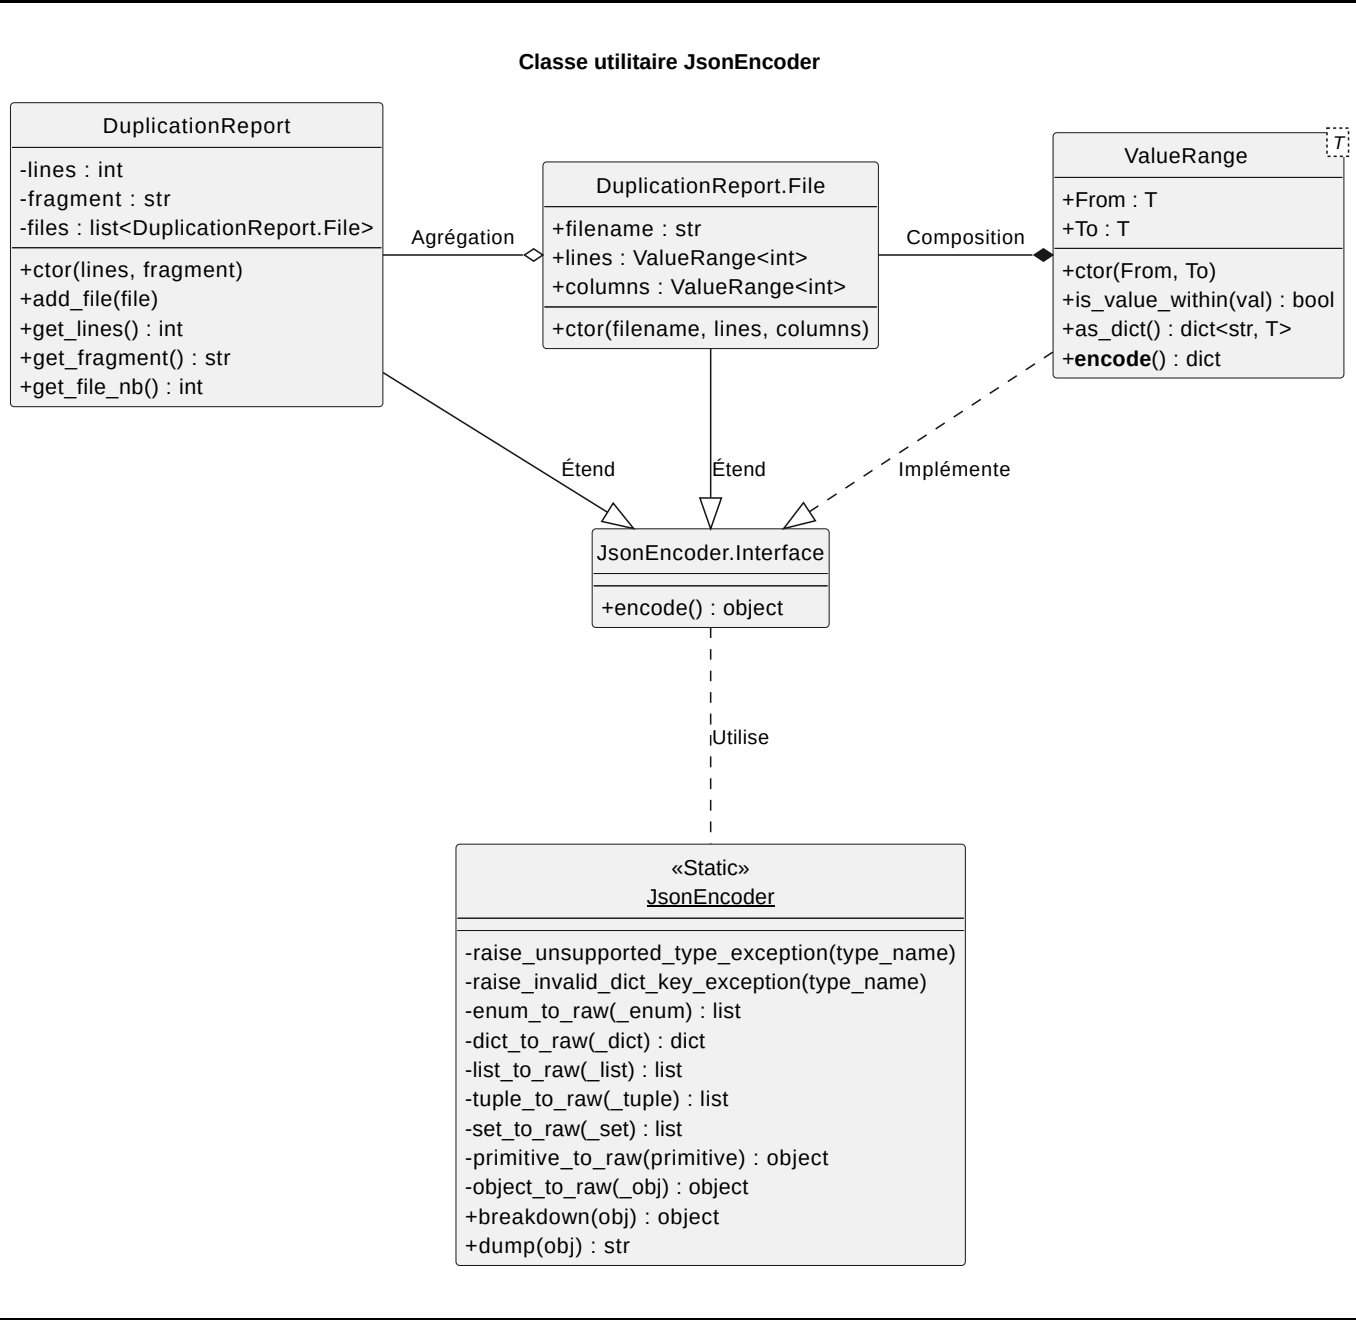 Classe utilitaire JsonEncoder
DuplicationReport
-lines : int
-fragment : str
-files : list<DuplicationReport.File>
+ctor(lines, fragment)
+add_file(file)
+get_lines() : int
+get_fragment() : str
+get_file_nb() : int
Agrégation
DuplicationReport.File
+filename : str
+lines : ValueRange<int>
+columns : ValueRange<int>
+ctor(filename, lines, columns)
Composition
T
ValueRange
+From : T
+To : T
+ctor(From, To)
+is_value_within(val) : bool
+as_dict() : dict<str, T>
+encode() : dict
Étend
Étend
Implémente
JsonEncoder.Interface
+encode() : object
Utilise
«Static»
JsonEncoder
-raise_unsupported_type_exception(type_name)
-raise_invalid_dict_key_exception(type_name)
-enum_to_raw(_enum) : list
-dict_to_raw(_dict) : dict
-list_to_raw(_list) : list
-tuple_to_raw(_tuple) : list
-set_to_raw(_set) : list
-primitive_to_raw(primitive) : object
-object_to_raw(_obj) : object
+breakdown(obj) : object
+dump(obj) : str